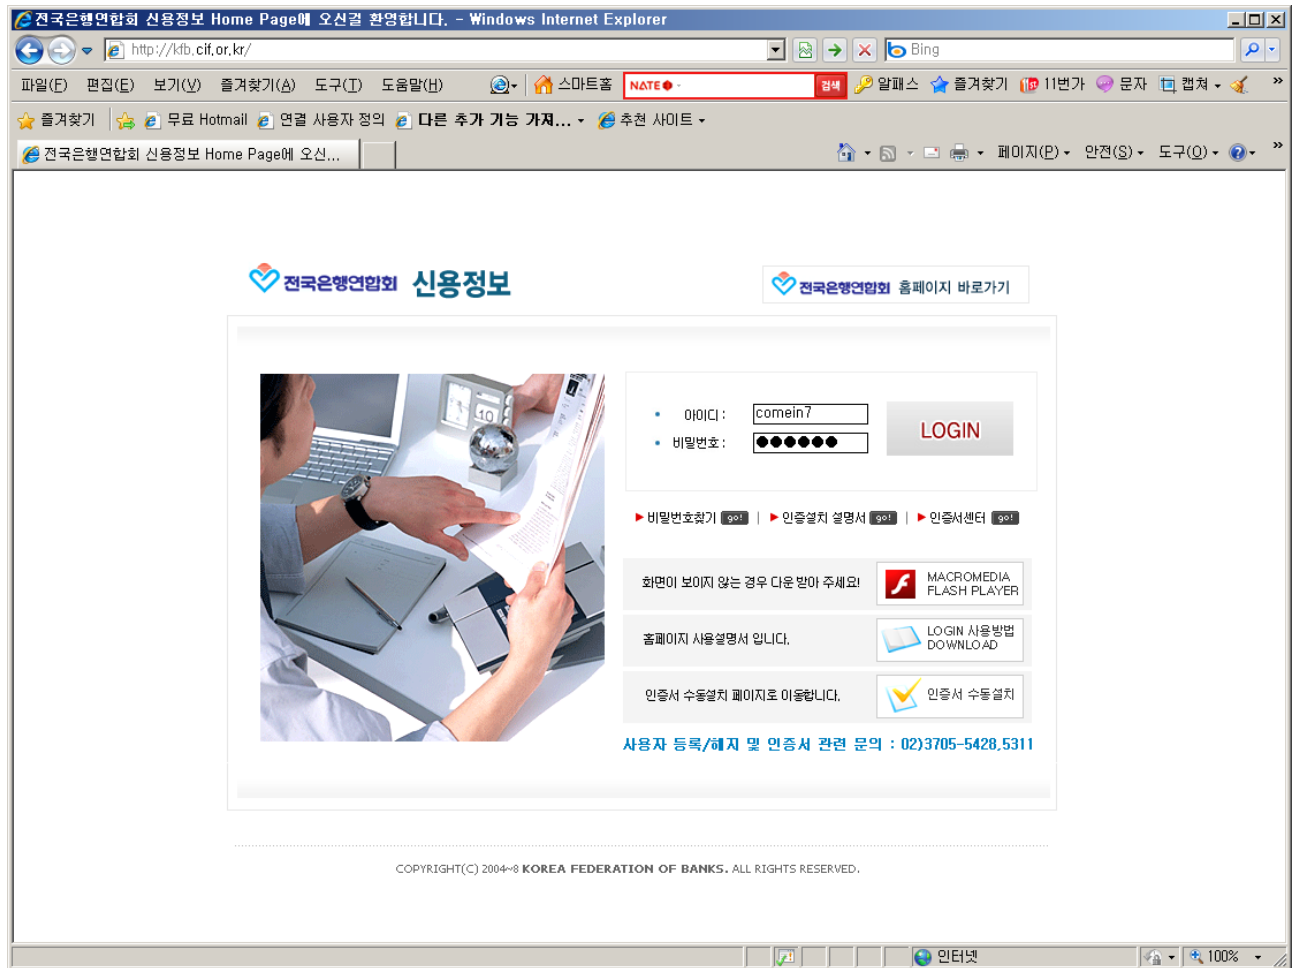 전국은행연합회 신용정보 Home Page에 오신걸 환영합니다. - Windows Internet Explorer
http://kfb.cif.or.kr/
Bing
파일(F) 편집(E) 보기(V) 즐겨찾기(A) 도구(T) 도움말(H)
스마트홈
NATE
검색
알패스 즐겨찾기 11번가 문자 캡쳐 »
즐겨찾기
무료 Hotmail 연결 사용자 정의 다른 추가 기능 가져... 추천 사이트
전국은행연합회 신용정보 Home Page에 오신...
페이지(P) 안전(S) 도구(O) »
전국은행연합회 신용정보
전국은행연합회 홈페이지 바로가기
10
아이디 : comein7
비밀번호 : ●●●●●●
LOGIN
비밀번호찾기 go! | 인증설치 설명서 go! | 인증서센터 go!
화면이 보이지 않는 경우 다운 받아 주세요!
MACROMEDIA
FLASH PLAYER
홈페이지 사용설명서 입니다.
LOGIN 사용방법
DOWNLOAD
인증서 수동설치 페이지로 이동합니다.
인증서 수동설치
사용자 등록/해지 및 인증서 관련 문의 : 02)3705-5428,5311
COPYRIGHT(C) 2004~8 KOREA FEDERATION OF BANKS. ALL RIGHTS RESERVED.
인터넷
100%